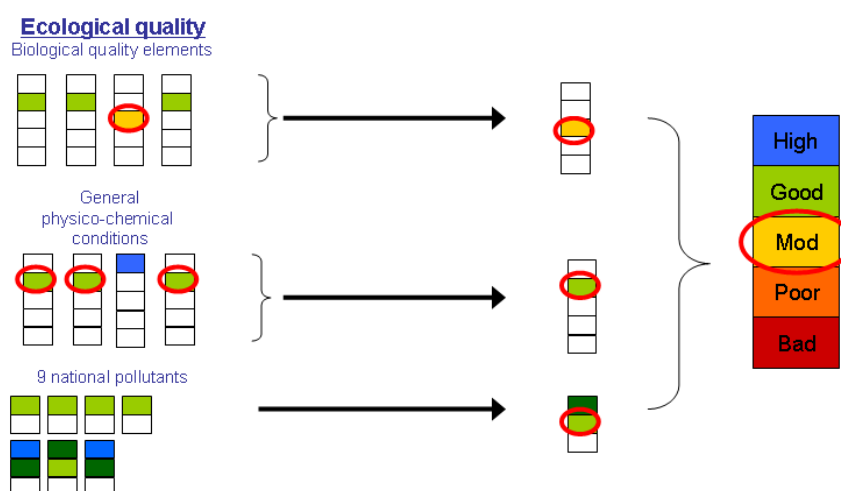 Ecological quality
Biological quality elements
General
physico-chemical
conditions
9 national pollutants
High
Good
Mod
Poor
Bad